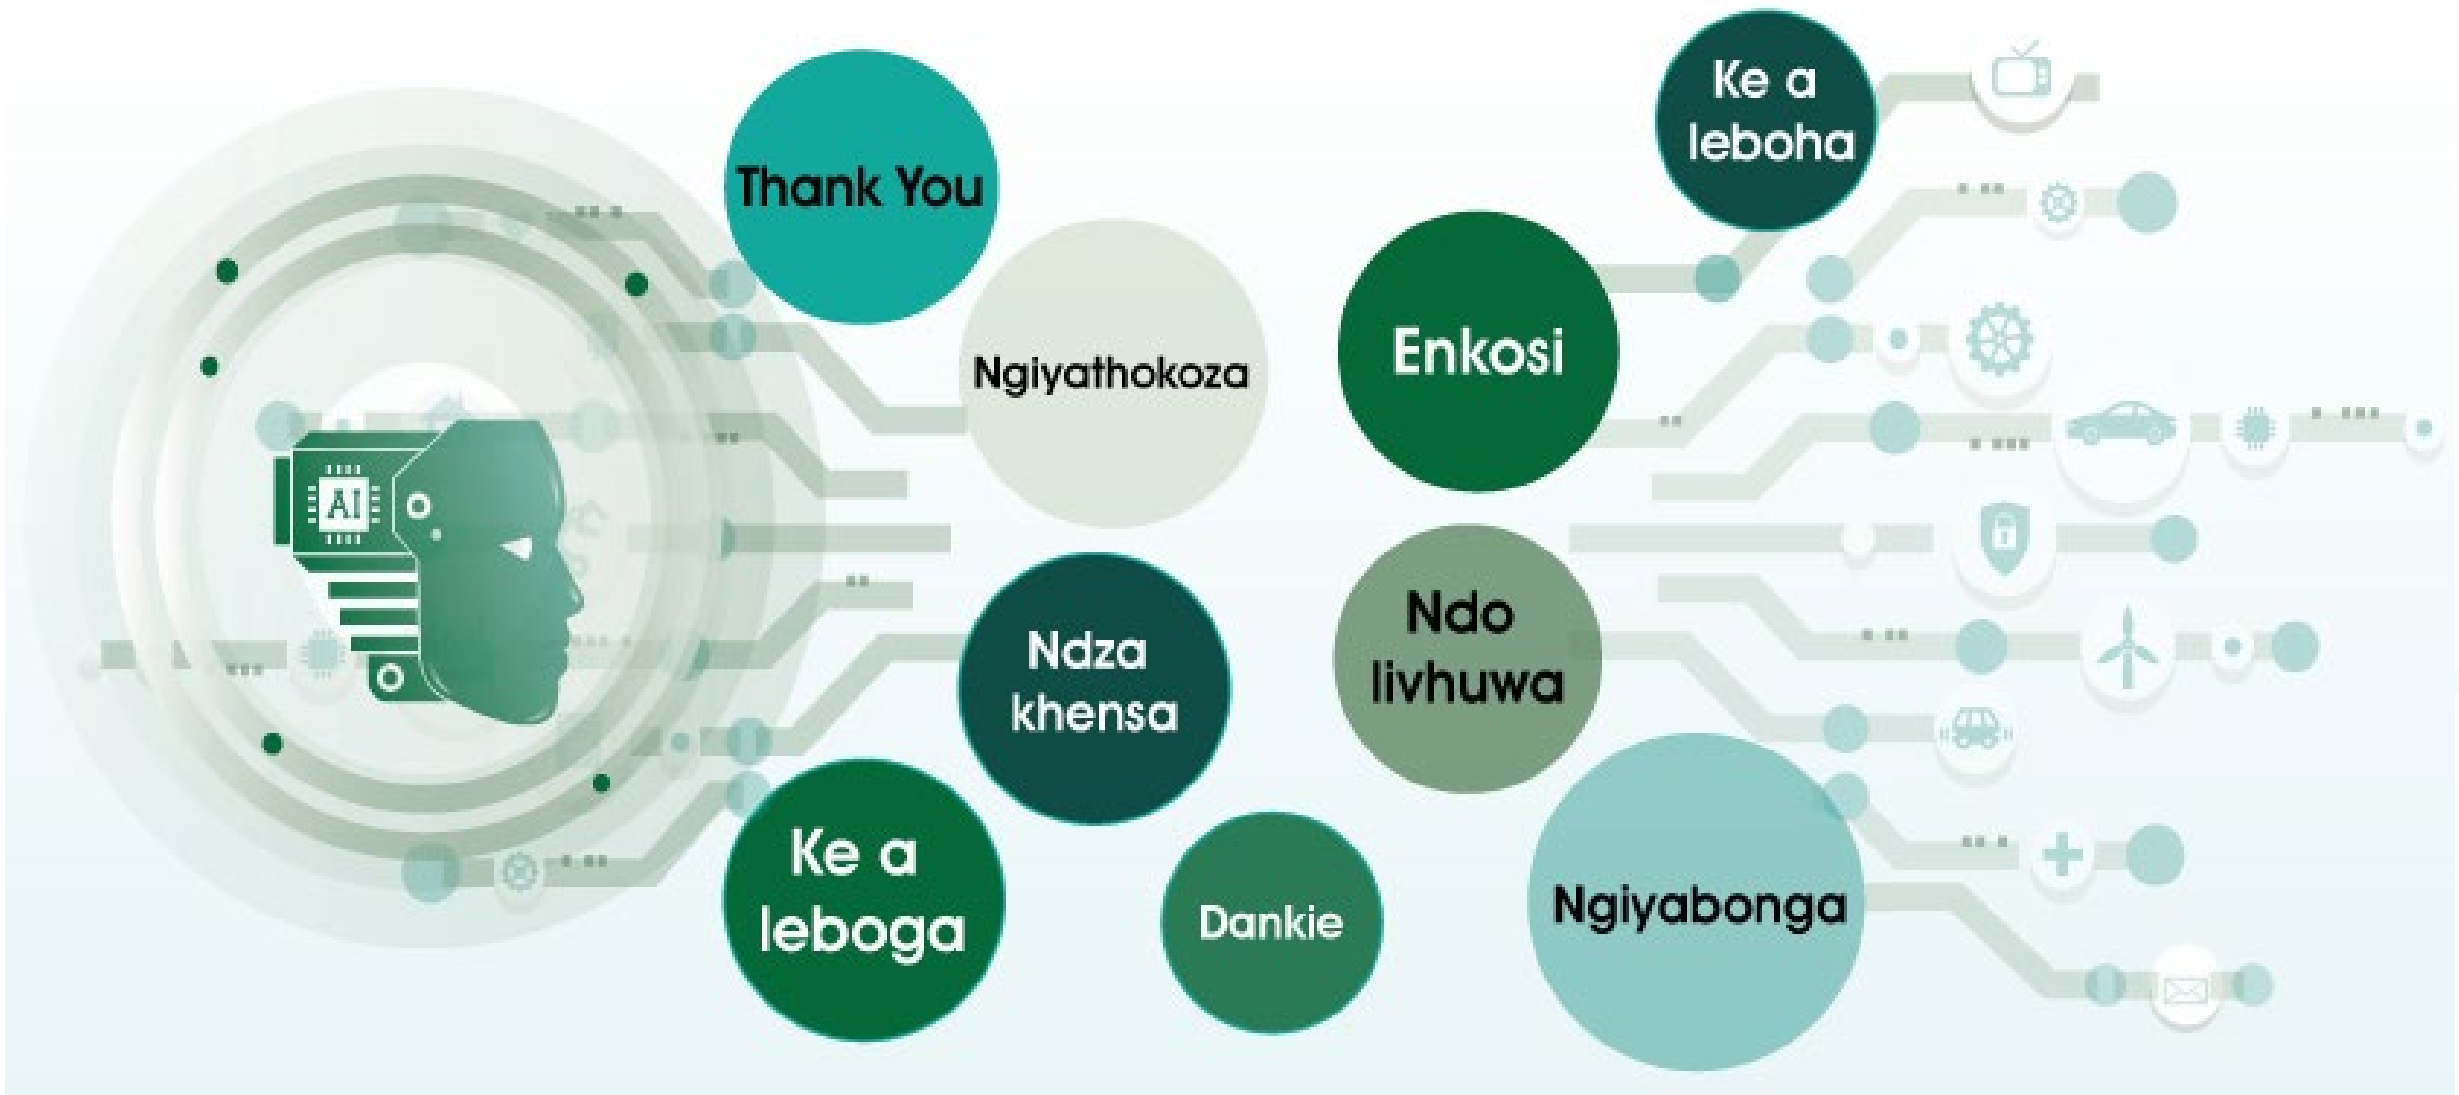 Thank You
Ngiyathokoza
Ke a
leboha
Enkosi
AI
Ndza
khensa
Ndo
livhuwa
Ke a
leboga
Dankie
Ngiyabonga